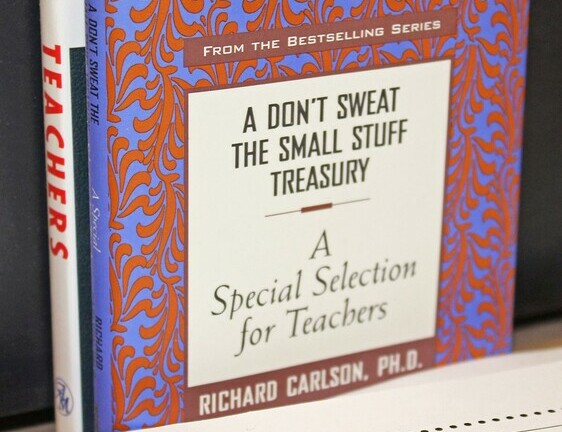 TEACHERS
A DON'T SWEAT THE
A Special
RICHARD
FROM THE BESTSELLING SERIES
A DON'T SWEAT
THE SMALL STUFF
TREASURY
A
Special Selection
for Teachers
RICHARD CARLSON, PH.D.